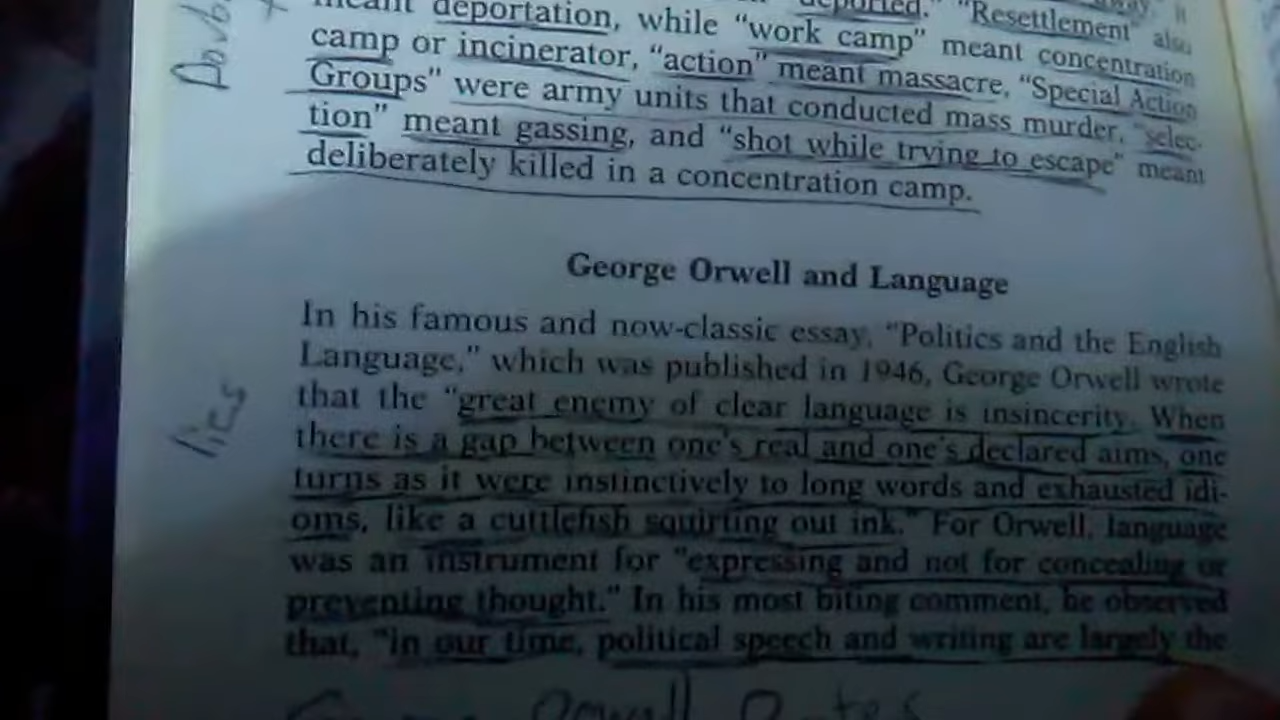 deported." "Resettlement" also
meant deportation, while "work camp" meant concentration
camp or incinerator, "action" meant massacre, "Special Action
Groups" were army units that conducted mass murder, "selec-
tion" meant gassing, and "shot while trying to escape" meant
deliberately killed in a concentration camp.
George Orwell and Language
In his famous and now-classic essay, "Politics and the English
Language," which was published in 1946, George Orwell wrote
that the "great enemy of clear language is insincerity. When
there is a gap between one's real and one's declared aims, one
lies
turns as it were instinctively to long words and exhausted idi-
oms, like a cuttlefish squirting out ink." For Orwell, language
was an instrument for "expressing and not for concealing or
preventing thought." In his most biting comment, he observed
that, "in our time, political speech and writing are largely the
Orwell